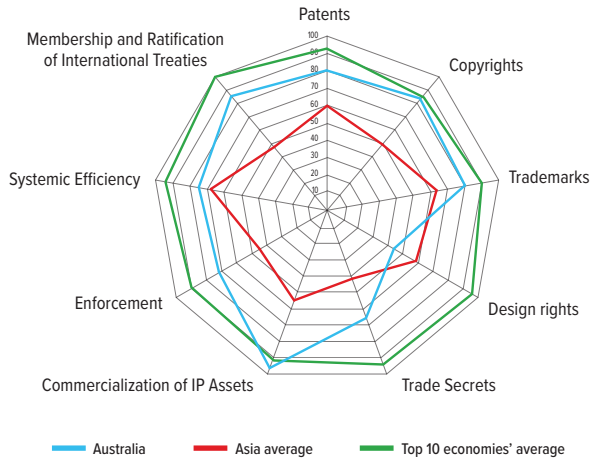 Patents
Membership and Ratification
of International Treaties
Copyrights
100
90
80
70
60
50
40
30
20
10
Systemic Efficiency
Trademarks
Enforcement
Design rights
Commercialization of IP Assets
Trade Secrets
Australia
Asia average
Top 10 economies' average